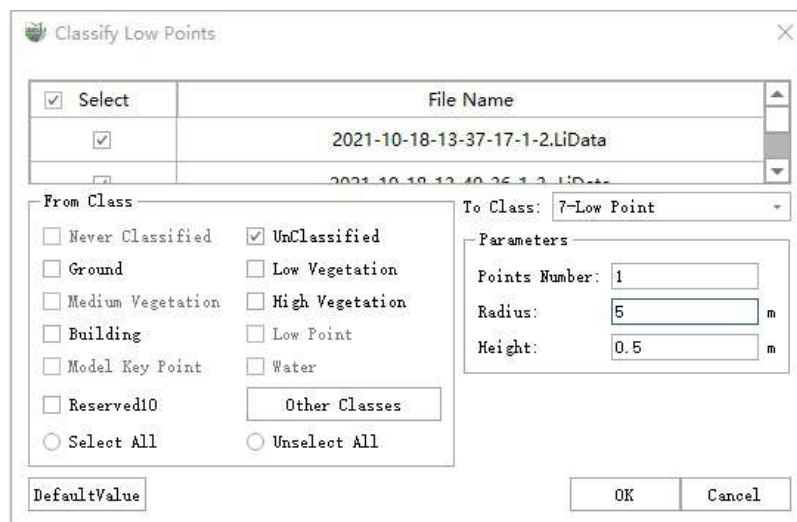 Classify Low Points
Select File Name
2021-10-18-13-37-17-1-2.LiData
From Class
To Class: 7-Low Point
Never Classified UnClassified
Parameters
Ground Low Vegetation
Points Number: 1
Medium Vegetation High Vegetation
Radius: 5 m
Building Low Point
Height: 0.5 m
Model Key Point Water
Reserved10 Other Classes
Select All Unselect All
DefaultValue OK Cancel